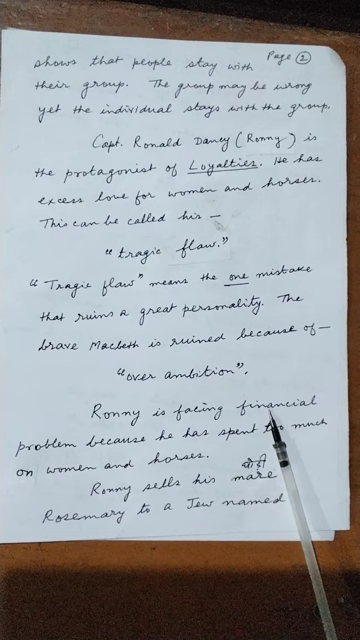 Page 2
shows that people stay with
their group. The group may be wrong
yet the individual stays with the group.
Capt. Ronald Dancy (Ronny) is
the protagonist of Loyalties. He has
excess love for women and horses.
This can be called his —
"tragic flaw."
"Tragic flaw" means the one mistake
that ruins a great personality. The
brave Macbeth is ruined because of —
"over ambition".
Ronny is facing financial
problem because he has spent too much
on women and horses.
घोड़ी
Ronny sells his mare
Rosemary to a Jew named